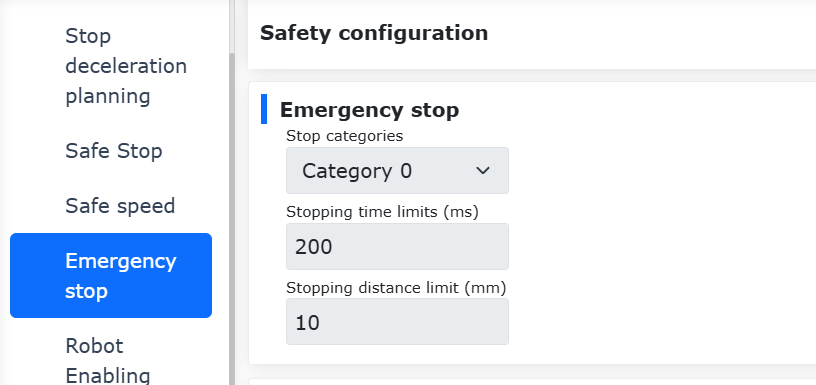 Stop
deceleration
planning
Safe Stop
Safe speed
Emergency
stop
Robot
Enabling
Safety configuration
Emergency stop
Stop categories
Category 0
Stopping time limits (ms)
200
Stopping distance limit (mm)
10